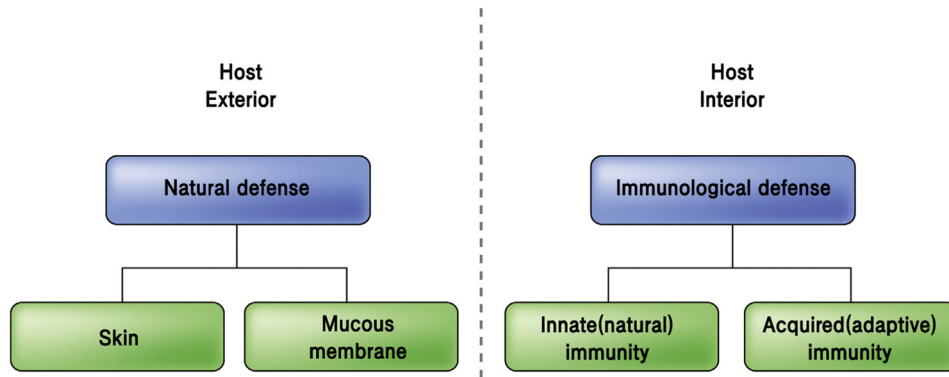 Host
Exterior
Natural defense
Skin
Mucous
membrane
Host
Interior
Immunological defense
Innate(natural)
immunity
Acquired(adaptive)
immunity